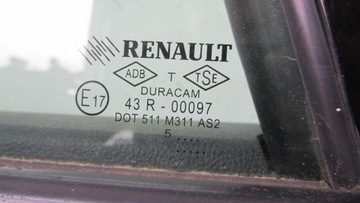 RENAULT
ADB T TSE
DURACAM
E17 43 R - 00097
DOT 511 M311 AS2
5